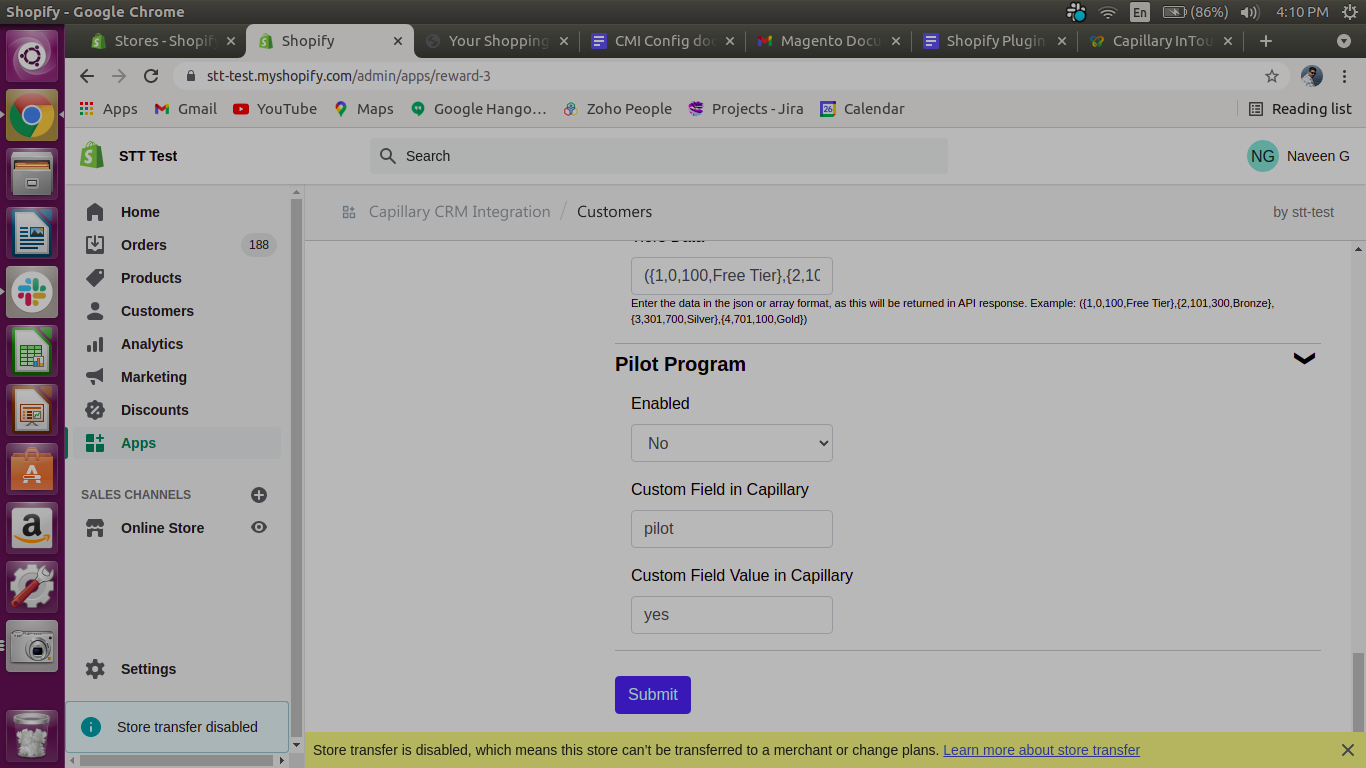 Shopify - Google Chrome
En
(86%)
4:10 PM
Stores - Shopify
Shopify
Your Shopping
CMI Config doc
Magento Docu
Shopify Plugin
Capillary InTou
stt-test.myshopify.com/admin/apps/reward-3
Apps
Gmail
YouTube
Maps
Google Hango...
Zoho People
Projects - Jira
26
Calendar
Reading list
STT Test
Search
NG
Naveen G
Home
Orders
188
Products
Customers
Analytics
Marketing
Discounts
Apps
SALES CHANNELS
Online Store
Settings
Store transfer disabled
Capillary CRM Integration / Customers
by stt-test
({1,0,100,Free Tier},{2,10
Enter the data in the json or array format, as this will be returned in API response. Example: ({1,0,100,Free Tier},{2,101,300,Bronze},
{3,301,700,Silver},{4,701,100,Gold})
Pilot Program
Enabled
No
Custom Field in Capillary
pilot
Custom Field Value in Capillary
yes
Submit
Store transfer is disabled, which means this store can’t be transferred to a merchant or change plans. Learn more about store transfer